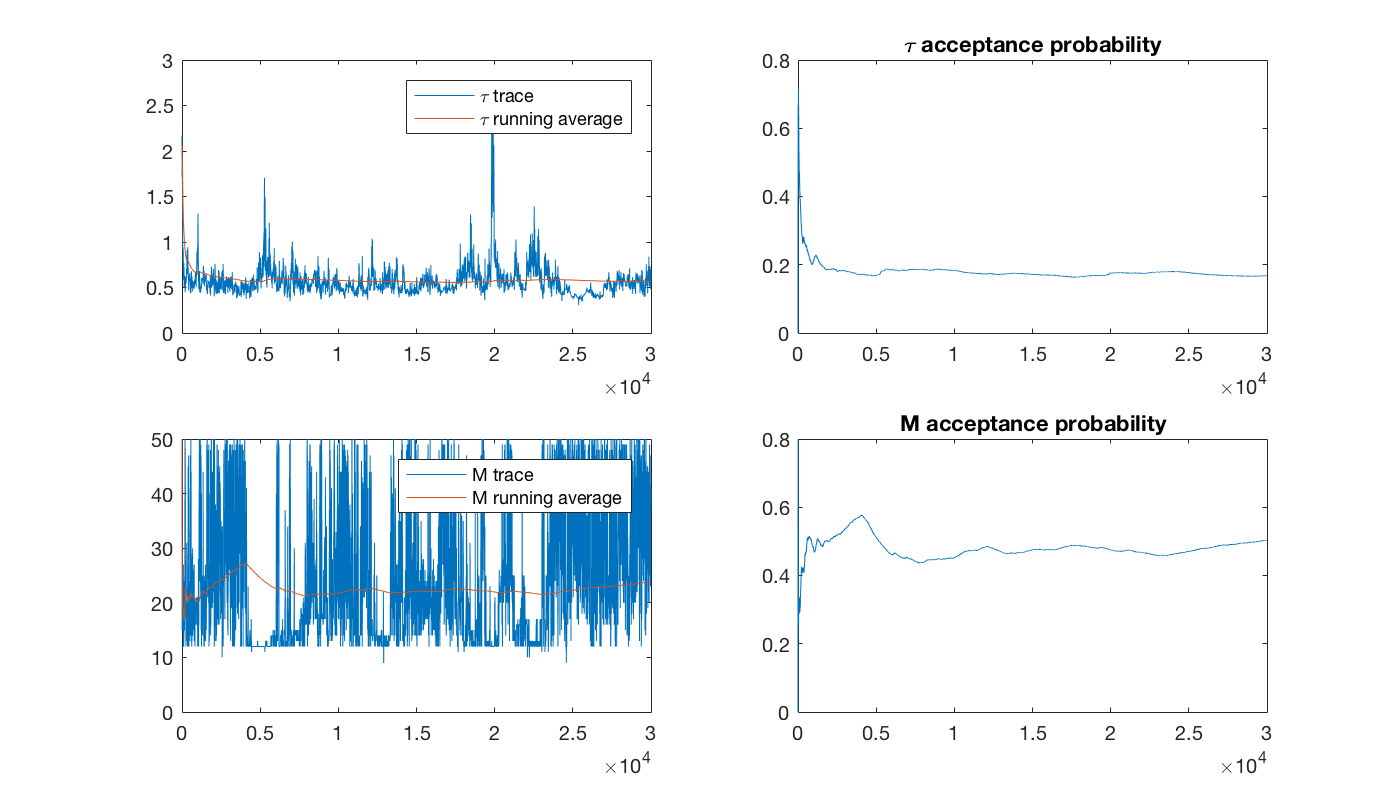 τ acceptance probability
3
2.5
2
1.5
1
0.5
0
τ trace
τ running average
0 0.5 1 1.5 2 2.5 3
×10^4
0.8
0.6
0.4
0.2
0
0 0.5 1 1.5 2 2.5 3
×10^4
M acceptance probability
50
40
30
20
10
0
M trace
M running average
0 0.5 1 1.5 2 2.5 3
×10^4
0.8
0.6
0.4
0.2
0
0 0.5 1 1.5 2 2.5 3
×10^4